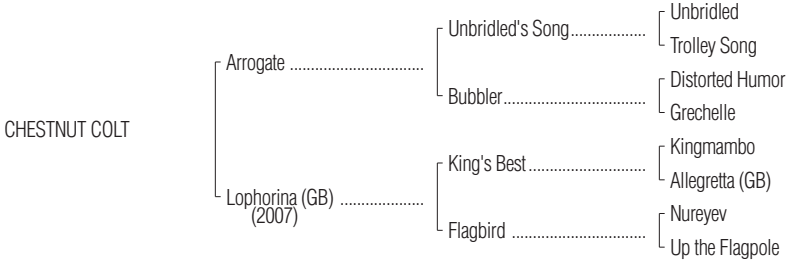 Unbridled
Unbridled's Song..................
Trolley Song
Arrogate ................................
Distorted Humor
Bubbler..................................
Grechelle
CHESTNUT COLT
Kingmambo
King's Best............................
Allegretta (GB)
Lophorina (GB) ....................
(2007)
Nureyev
Flagbird ................................
Up the Flagpole